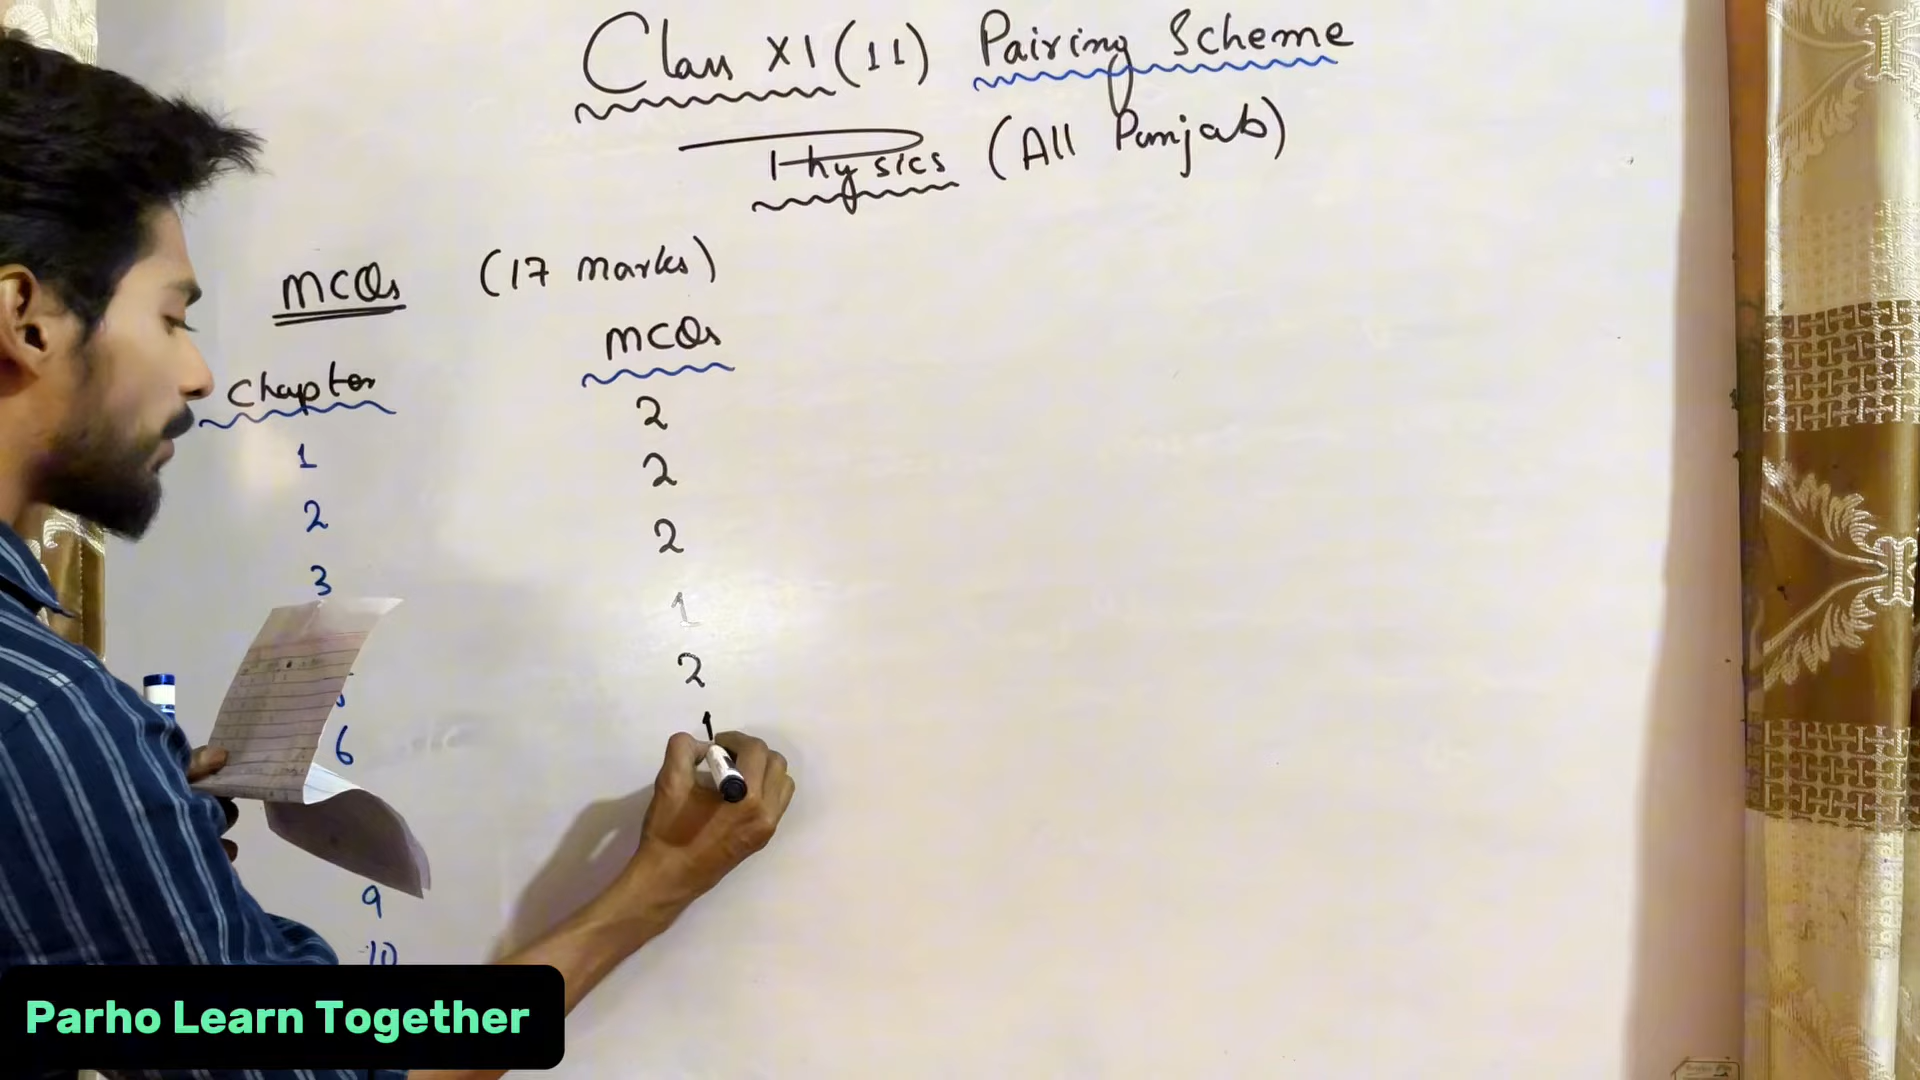 Class XI (11) Pairing Scheme
Physics (All Punjab)
MCQs (17 marks)
MCQs
Chapter
2
1
2
2
2
3
1
2
6
1
9
10
Parho Learn Together